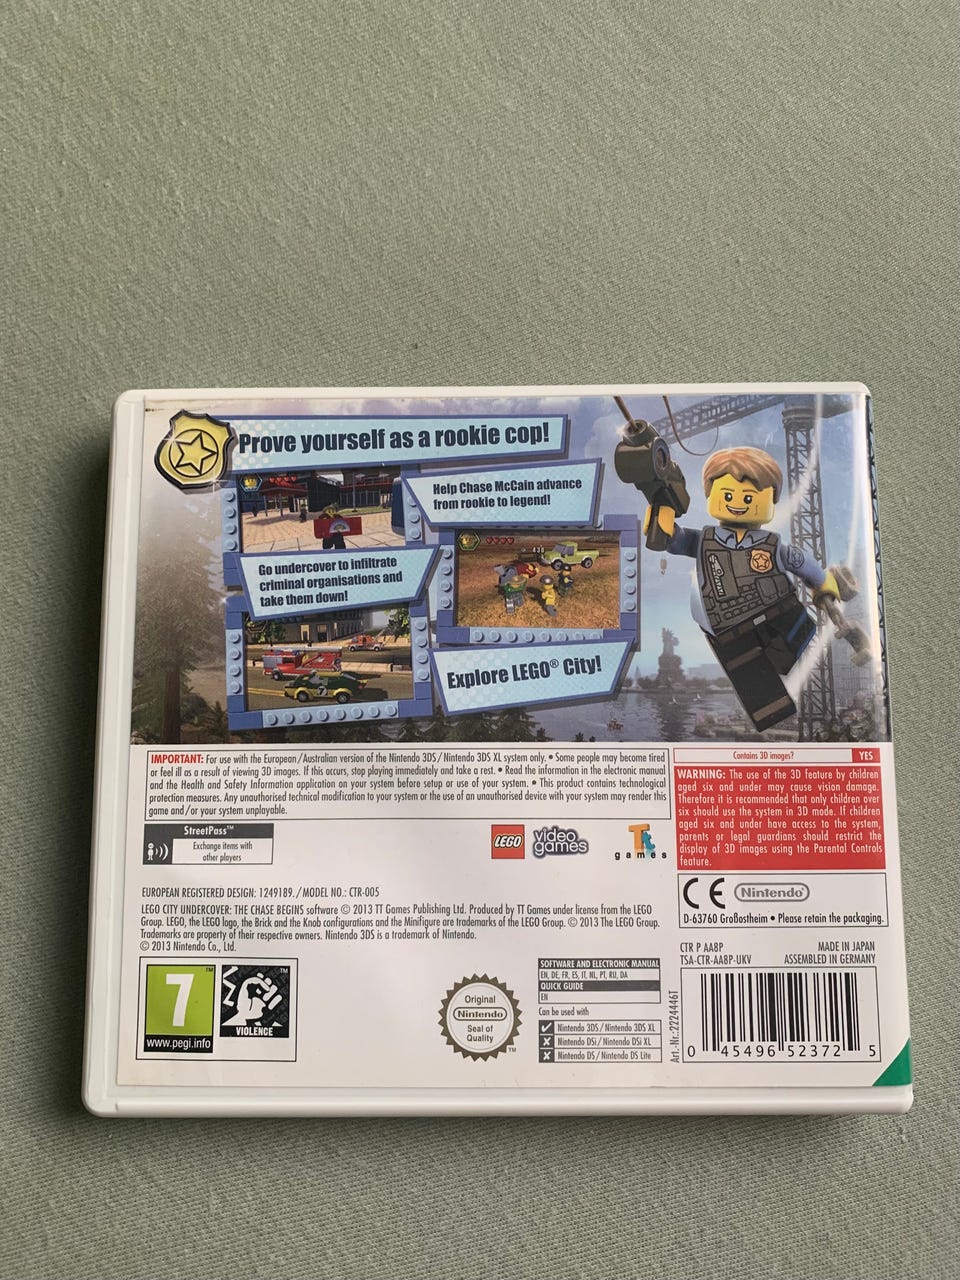 Prove yourself as a rookie cop!
Help Chase McCain advance
from rookie to legend!
Go undercover to infiltrate
criminal organisations and
take them down!
Explore LEGO® City!
IMPORTANT: For use with the European/Australian version of the Nintendo 3DS/Nintendo 3DS XL system only. • Some people may become tired
or feel ill as a result of viewing 3D images. If this occurs, stop playing immediately and take a rest. • Read the information in the electronic manual
and the Health and Safety Information application on your system before setup or use of your system. • This product contains technological
protection measures. Any unauthorised technical modification to your system or the use of an unauthorised device with your system may render this
game and/or your system unplayable.
Contains 3D images? YES
WARNING: The use of the 3D feature by children
aged six and under may cause vision damage.
Therefore it is recommended that only children over
six should use the system in 3D mode. If children
aged six and under have access to the system,
parents or legal guardians should restrict the
display of 3D images using the Parental Controls
feature.
StreetPass™
Exchange items with
other players
LEGO
video
games
Tt
games
CE Nintendo®
D-63760 Großostheim • Please retain the packaging.
EUROPEAN REGISTERED DESIGN: 1249189. / MODEL NO.: CTR-005
LEGO CITY UNDERCOVER: THE CHASE BEGINS software © 2013 TT Games Publishing Ltd. Produced by TT Games under license from the LEGO
Group. LEGO, the LEGO logo, the Brick and the Knob configurations and the Minifigure are trademarks of the LEGO Group. © 2013 The LEGO Group.
Trademarks are property of their respective owners. Nintendo 3DS is a trademark of Nintendo.
© 2013 Nintendo Co., Ltd.
CTR P AA8P MADE IN JAPAN
TSA-CTR-AA8P-UKV ASSEMBLED IN GERMANY
7™
www.pegi.info
™
VIOLENCE
Original
Nintendo
Seal of
Quality
™
SOFTWARE AND ELECTRONIC MANUAL
EN, DE, FR, ES, IT, NL, PT, RU, DA
QUICK GUIDE
EN
Can be used with
Nintendo 3DS / Nintendo 3DS XL
Nintendo DSi / Nintendo DSi XL
Nintendo DS / Nintendo DS Lite
Art.-Nr.:2224446T
0 45496 52372 5